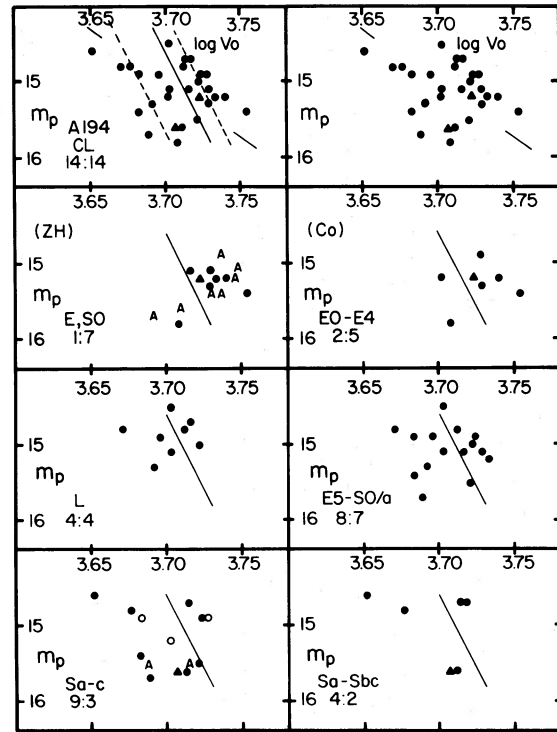 3.65 3.70 3.75 3.65 3.70 3.75
log Vo log Vo
15 15
mp
A194
CL
14:14
16 16
3.65 3.70 3.75 3.65 3.70 3.75
(ZH) (Co)
A
A
15 15
mp mp
A A
E,SO EO-E4
A A
1:7 2:5
16 16
3.65 3.70 3.75 3.65 3.70 3.75
15 15
mp mp
L E5-SO/a
4:4 8:7
16 16
3.65 3.70 3.75 3.65 3.70 3.75
15 15
mp mp
A A
Sa-c Sa-Sbc
9:3 4:2
16 16